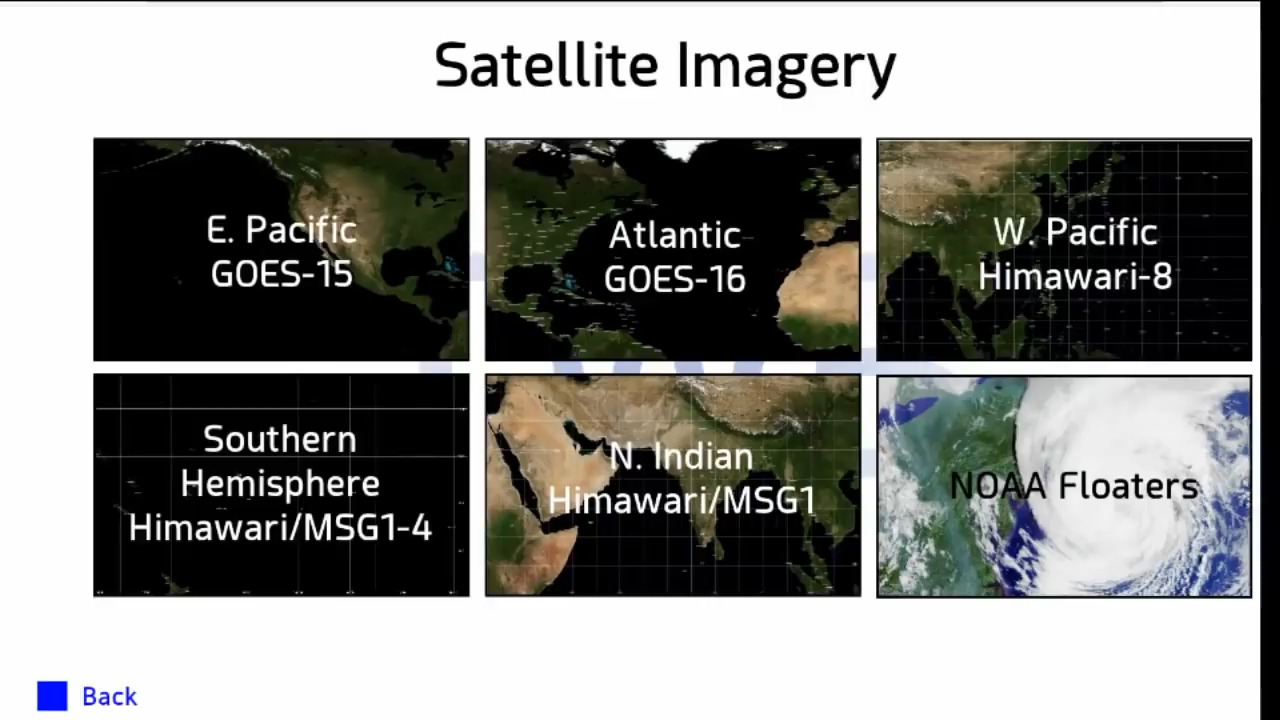 Satellite Imagery
E. Pacific
GOES-15
Atlantic
GOES-16
W. Pacific
Himawari-8
Southern
Hemisphere
Himawari/MSG1-4
N. Indian
Himawari/MSG1
NOAA Floaters
Back